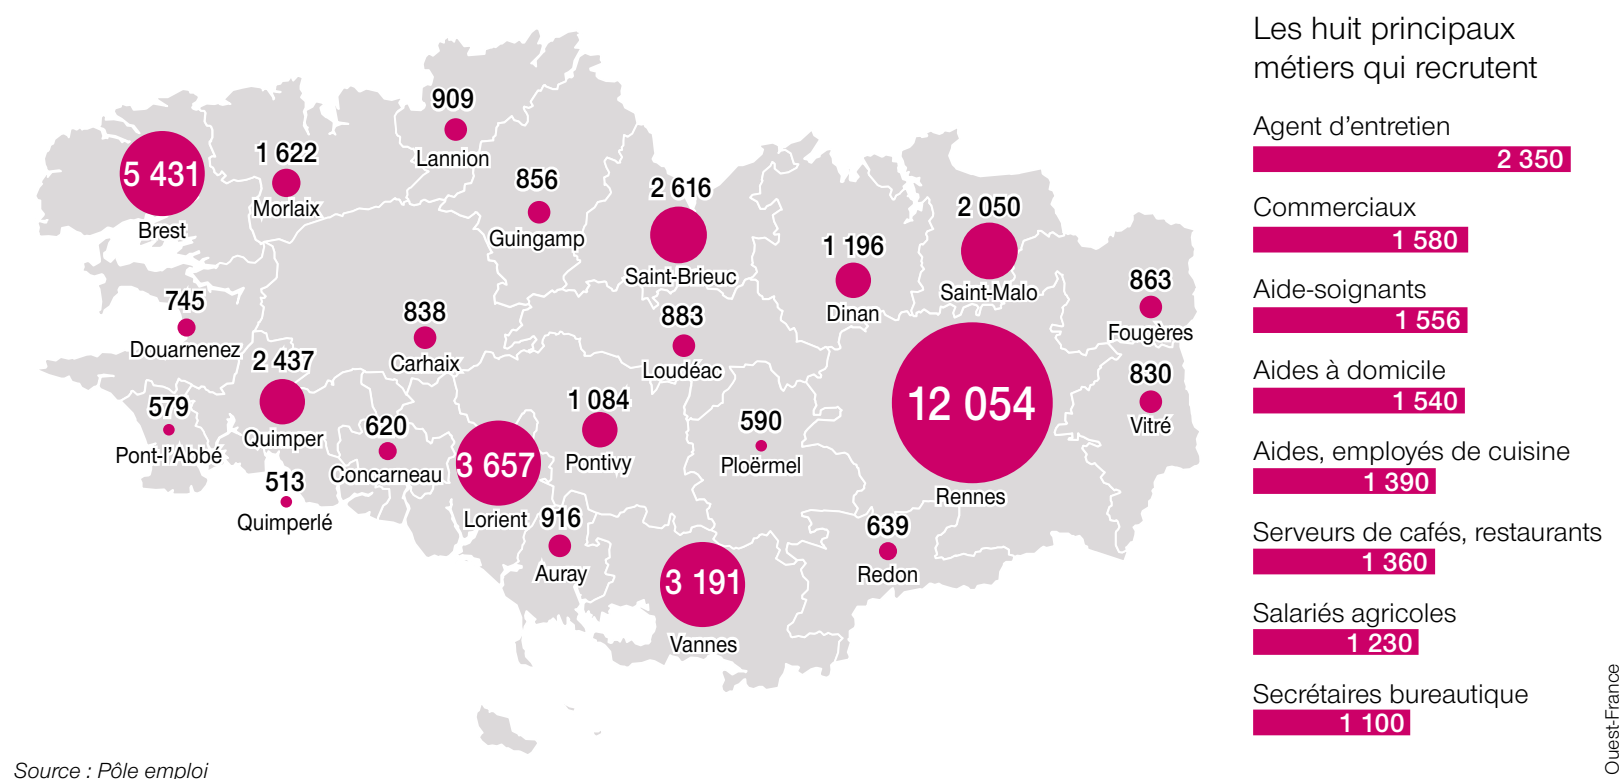 909
Lannion
5 431
Brest
1 622
Morlaix
856
Guingamp
2 616
Saint-Brieuc
1 196
Dinan
2 050
Saint-Malo
863
Fougères
745
Douarnenez
838
Carhaix
883
Loudéac
2 437
Quimper
579
Pont-l'Abbé
620
Concarneau
513
Quimperlé
3 657
Lorient
1 084
Pontivy
590
Ploërmel
12 054
Rennes
830
Vitré
916
Auray
3 191
Vannes
639
Redon
Source : Pôle emploi
Les huit principaux
métiers qui recrutent
Agent d'entretien
2 350
Commerciaux
1 580
Aide-soignants
1 556
Aides à domicile
1 540
Aides, employés de cuisine
1 390
Serveurs de cafés, restaurants
1 360
Salariés agricoles
1 230
Secrétaires bureautique
1 100
Ouest-France